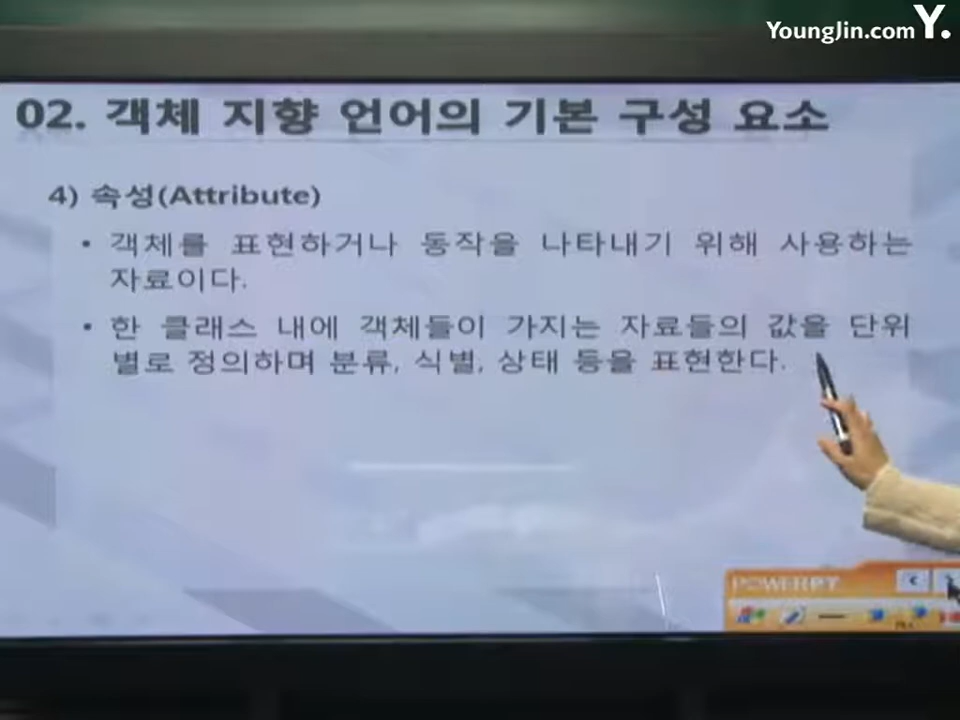 YoungJin.com Y.
02. 객체 지향 언어의 기본 구성 요소
4) 속성(Attribute)
• 객체를 표현하거나 동작을 나타내기 위해 사용하는
자료이다.
• 한 클래스 내에 객체들이 가지는 자료들의 값을 단위
별로 정의하며 분류, 식별, 상태 등을 표현한다.
POWERPT